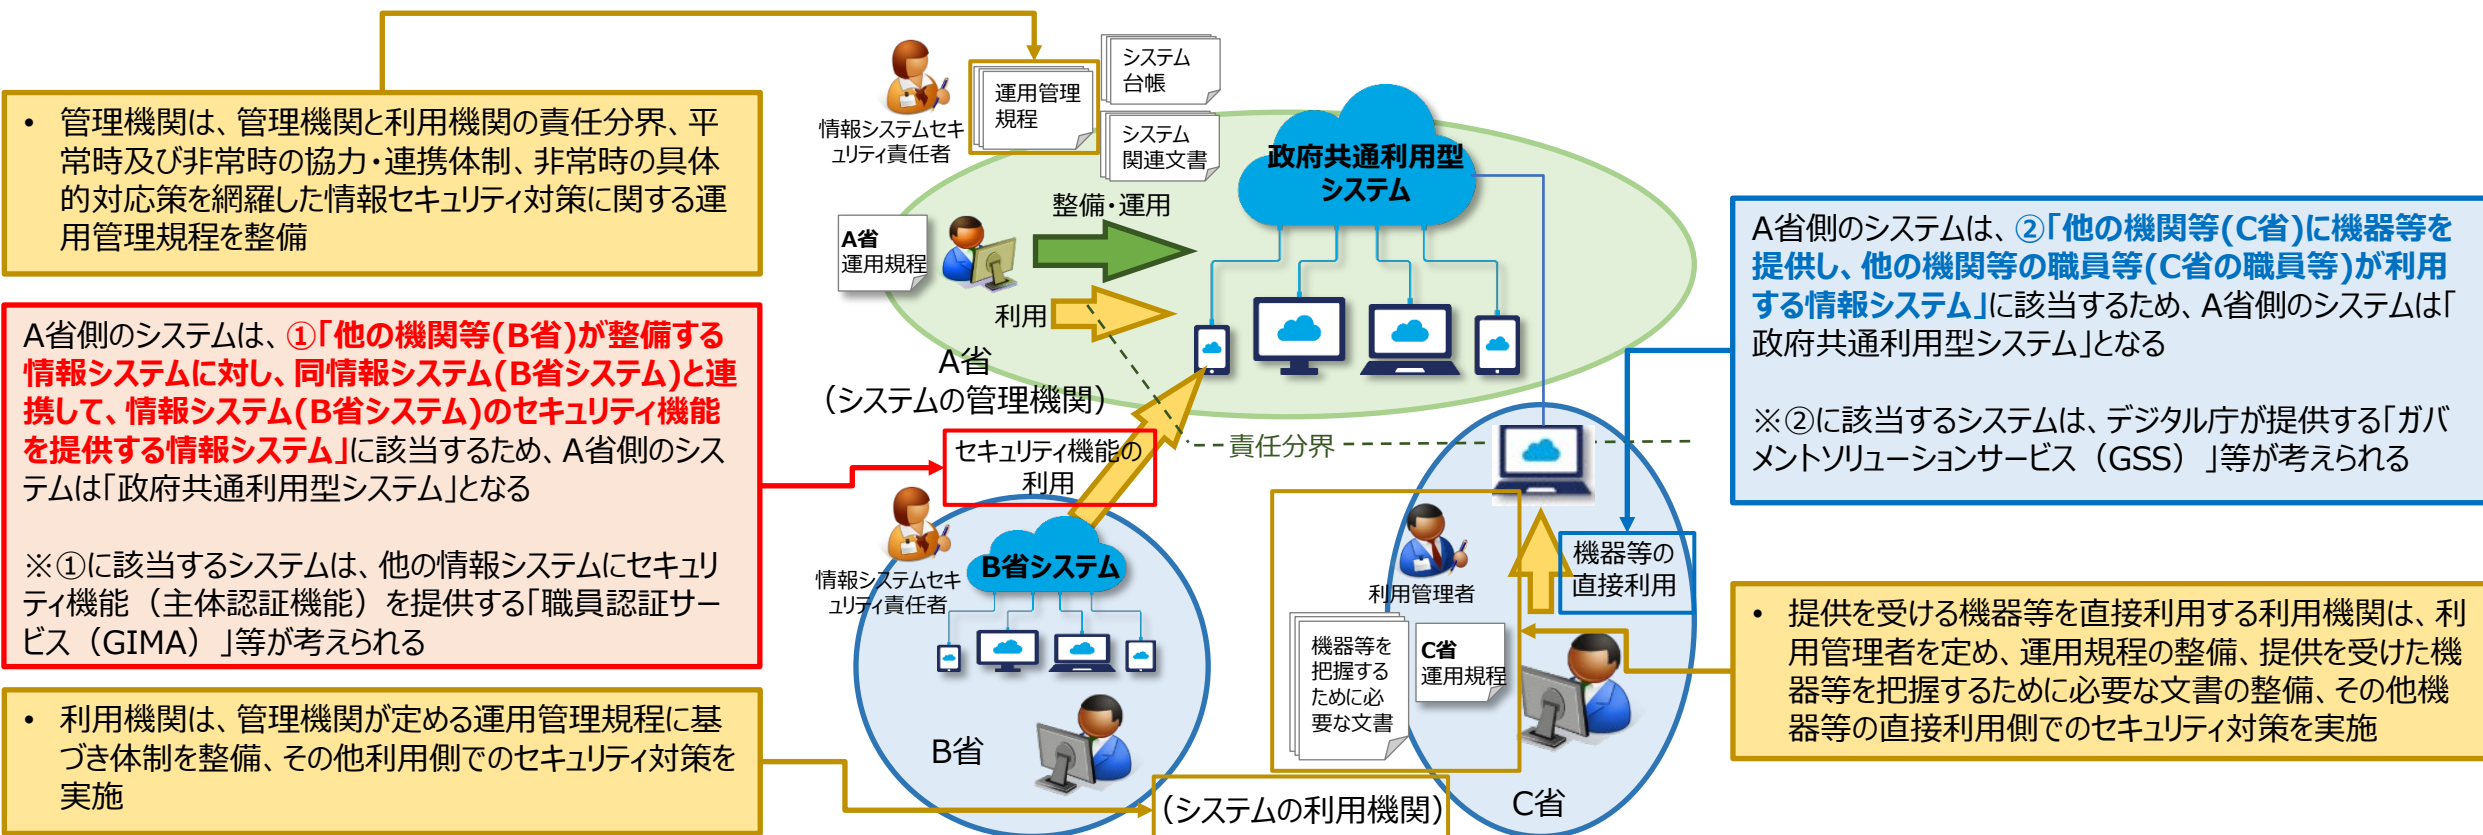 • 管理機関は、管理機関と利用機関の責任分界、平
常時及び非常時の協力・連携体制、非常時の具体
的対応策を網羅した情報セキュリティ対策に関する運
用管理規程を整備
A省側のシステムは、①「他の機関等(B省)が整備する
情報システムに対し、同情報システム(B省システム)と連
携して、情報システム(B省システム)のセキュリティ機能
を提供する情報システム」に該当するため、A省側のシス
テムは「政府共通利用型システム」となる
※①に該当するシステムは、他の情報システムにセキュリ
ティ機能（主体認証機能）を提供する「職員認証サー
ビス（GIMA）」等が考えられる
• 利用機関は、管理機関が定める運用管理規程に基
づき体制を整備、その他利用側でのセキュリティ対策を
実施
情報システムセキ
ュリティ責任者
運用管理
規程
システム
台帳
システム
関連文書
政府共通利用型
システム
A省
運用規程
整備・運用
利用
A省
（システムの管理機関）
責任分界
セキュリティ機能の
利用
情報システムセキ
ュリティ責任者
B省システム
B省
利用管理者
機器等を
把握する
ために必
要な文書
C省
運用規程
機器等の
直接利用
C省
（システムの利用機関）
A省側のシステムは、②「他の機関等(C省)に機器等を
提供し、他の機関等の職員等(C省の職員等)が利用
する情報システム」に該当するため、A省側のシステムは「
政府共通利用型システム」となる
※②に該当するシステムは、デジタル庁が提供する「ガバ
メントソリューションサービス（GSS）」等が考えられる
• 提供を受ける機器等を直接利用する利用機関は、利
用管理者を定め、運用規程の整備、提供を受けた機
器等を把握するために必要な文書の整備、その他機
器等の直接利用側でのセキュリティ対策を実施